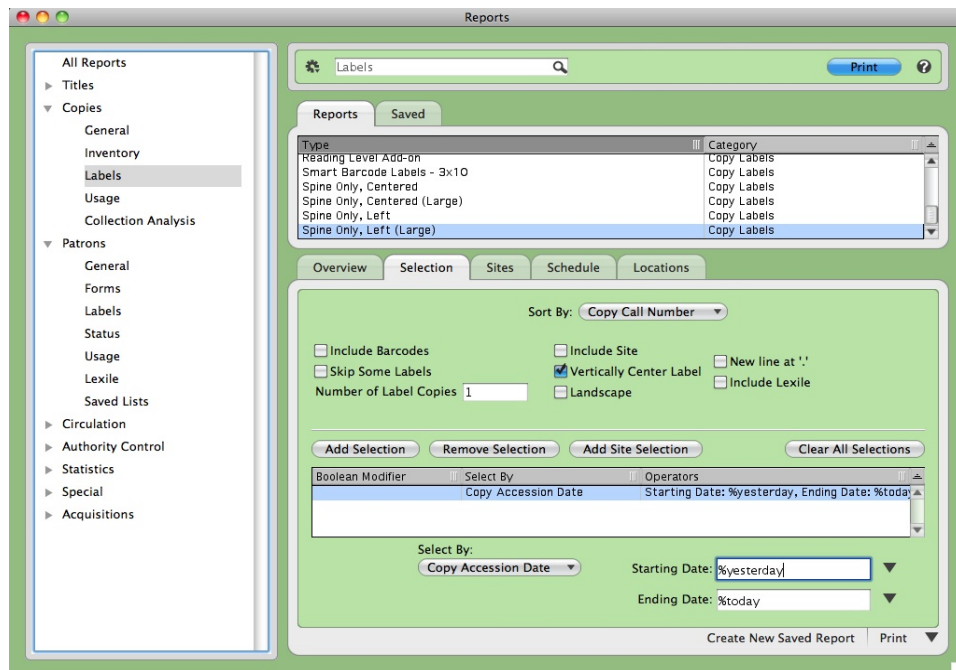 Reports
All Reports
Titles
Copies
General
Inventory
Labels
Usage
Collection Analysis
Patrons
General
Forms
Labels
Status
Usage
Lexile
Saved Lists
Circulation
Authority Control
Statistics
Special
Acquisitions
Labels
Print ?
Reports Saved
Type Category
Reading Level Add-on Copy Labels
Smart Barcode Labels - 3x10 Copy Labels
Spine Only, Centered Copy Labels
Spine Only, Centered (Large) Copy Labels
Spine Only, Left Copy Labels
Spine Only, Left (Large) Copy Labels
Overview Selection Sites Schedule Locations
Sort By: Copy Call Number
Include Barcodes Include Site New line at '.'
Skip Some Labels Vertically Center Label Include Lexile
Number of Label Copies 1 Landscape
Add Selection Remove Selection Add Site Selection Clear All Selections
Boolean Modifier Select By Operators
Copy Accession Date Starting Date: %yesterday, Ending Date: %today
Select By:
Copy Accession Date Starting Date: %yesterday
Ending Date: %today
Create New Saved Report Print